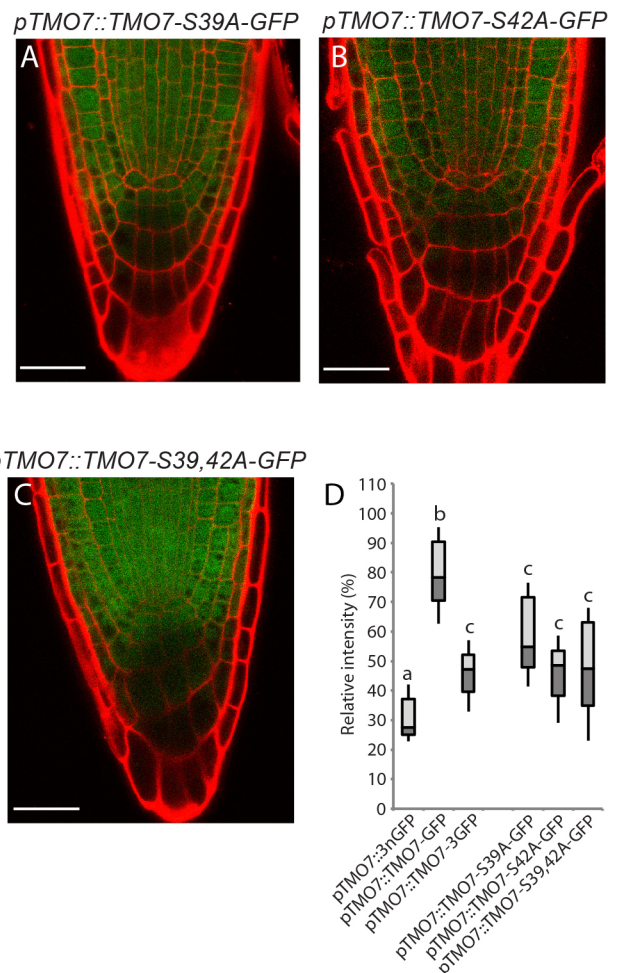 pTMO7::TMO7-S39A-GFP
pTMO7::TMO7-S42A-GFP
A
B
pTMO7::TMO7-S39,42A-GFP
C
D
Relative intensity (%)
110
100
90
80
70
60
50
40
30
20
10
0
a
b
c
c
c
c
pTMO7::3nGFP
pTMO7::TMO7-GFP
pTMO7::TMO7-3GFP
pTMO7::TMO7-S39A-GFP
pTMO7::TMO7-S42A-GFP
pTMO7::TMO7-S39,42A-GFP